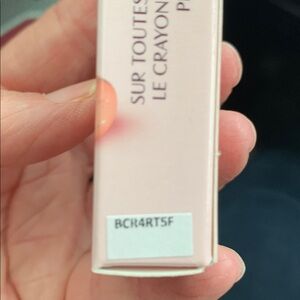 SUR TOUTES
LE CRAYON
P
BCR4RT5F